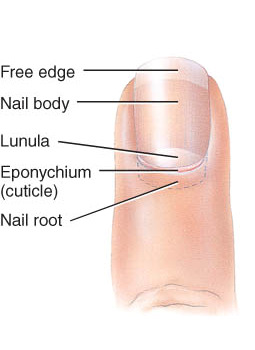 Free edge
Nail body
Lunula
Eponychium
(cuticle)
Nail root